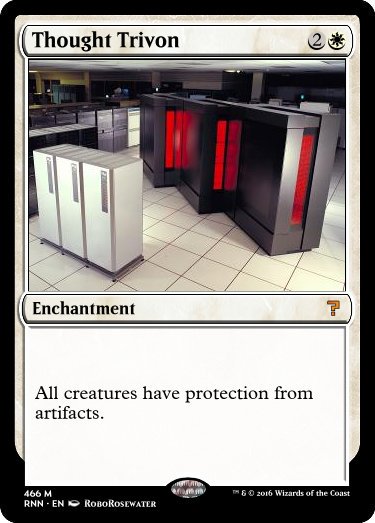 Thought Trivon 2
Enchantment
All creatures have protection from
artifacts.
466 M
RNN - EN RoboRosewater
™ & © 2016 Wizards of the Coast